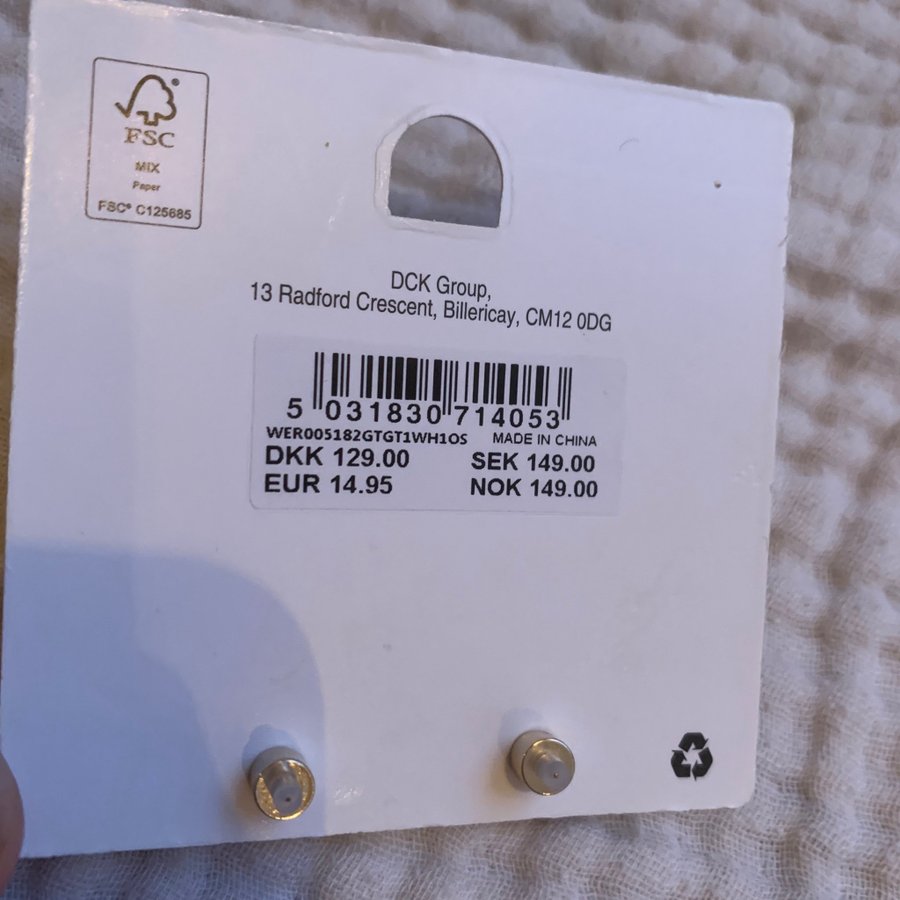 FSC®
MIX
Paper
FSC® C125685
DCK Group,
13 Radford Crescent, Billericay, CM12 0DG
5 031830 714053
WER005182GTGT1WH1OS MADE IN CHINA
DKK 129.00 SEK 149.00
EUR 14.95 NOK 149.00